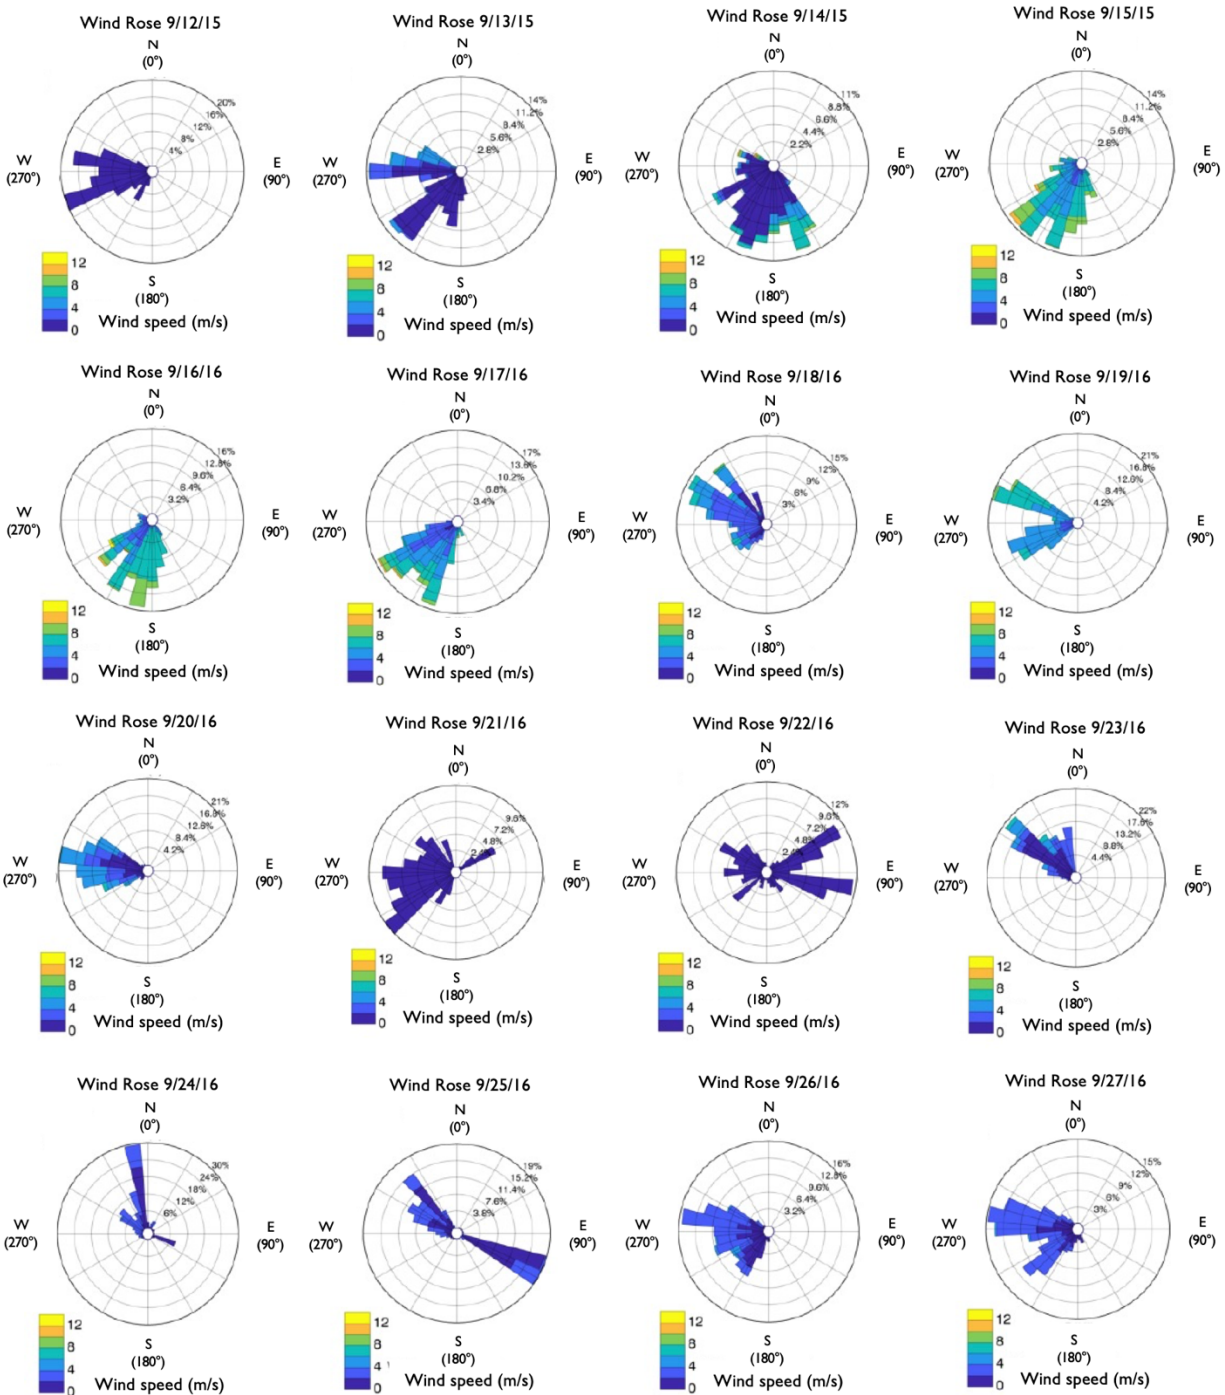 Wind Rose 9/12/15
N
(0°)
20%
16%
12%
8%
4%
W
(270°)
E
(90°)
S
(180°)
12
8
4
0
Wind speed (m/s)
Wind Rose 9/13/15
N
(0°)
14%
11.2%
8.4%
5.6%
2.8%
W
(270°)
E
(90°)
S
(180°)
12
8
4
0
Wind speed (m/s)
Wind Rose 9/14/15
N
(0°)
11%
8.8%
6.6%
4.4%
2.2%
W
(270°)
E
(90°)
S
(180°)
12
8
4
0
Wind speed (m/s)
Wind Rose 9/15/15
N
(0°)
14%
11.2%
8.4%
5.6%
2.8%
W
(270°)
E
(90°)
S
(180°)
12
8
4
0
Wind speed (m/s)
Wind Rose 9/16/16
N
(0°)
16%
12.8%
9.6%
6.4%
3.2%
W
(270°)
E
(90°)
S
(180°)
12
8
4
0
Wind speed (m/s)
Wind Rose 9/17/16
N
(0°)
17%
13.6%
10.2%
6.8%
3.4%
W
(270°)
E
(90°)
S
(180°)
12
8
4
0
Wind speed (m/s)
Wind Rose 9/18/16
N
(0°)
15%
12%
9%
6%
3%
W
(270°)
E
(90°)
S
(180°)
12
8
4
0
Wind speed (m/s)
Wind Rose 9/19/16
N
(0°)
21%
16.8%
12.6%
8.4%
4.2%
W
(270°)
E
(90°)
S
(180°)
12
8
4
0
Wind speed (m/s)
Wind Rose 9/20/16
N
(0°)
21%
16.8%
12.6%
8.4%
4.2%
W
(270°)
E
(90°)
S
(180°)
12
8
4
0
Wind speed (m/s)
Wind Rose 9/21/16
N
(0°)
9.6%
7.2%
4.8%
W
(270°)
E
(90°)
S
(180°)
12
8
4
0
Wind speed (m/s)
Wind Rose 9/22/16
N
(0°)
12%
9.6%
7.2%
4.8%
W
(270°)
E
(90°)
S
(180°)
12
8
4
0
Wind speed (m/s)
Wind Rose 9/23/16
N
(0°)
22%
17.6%
13.2%
8.8%
4.4%
W
(270°)
E
(90°)
S
(180°)
12
8
4
0
Wind speed (m/s)
Wind Rose 9/24/16
N
(0°)
30%
24%
18%
12%
6%
W
(270°)
E
(90°)
S
(180°)
12
8
4
0
Wind speed (m/s)
Wind Rose 9/25/16
N
(0°)
19%
15.2%
11.4%
7.6%
3.8%
W
(270°)
E
(90°)
S
(180°)
12
8
4
0
Wind speed (m/s)
Wind Rose 9/26/16
N
(0°)
16%
12.8%
9.6%
6.4%
3.2%
W
(270°)
E
(90°)
S
(180°)
12
8
4
0
Wind speed (m/s)
Wind Rose 9/27/16
N
(0°)
15%
12%
9%
6%
3%
W
(270°)
E
(90°)
S
(180°)
12
8
4
0
Wind speed (m/s)